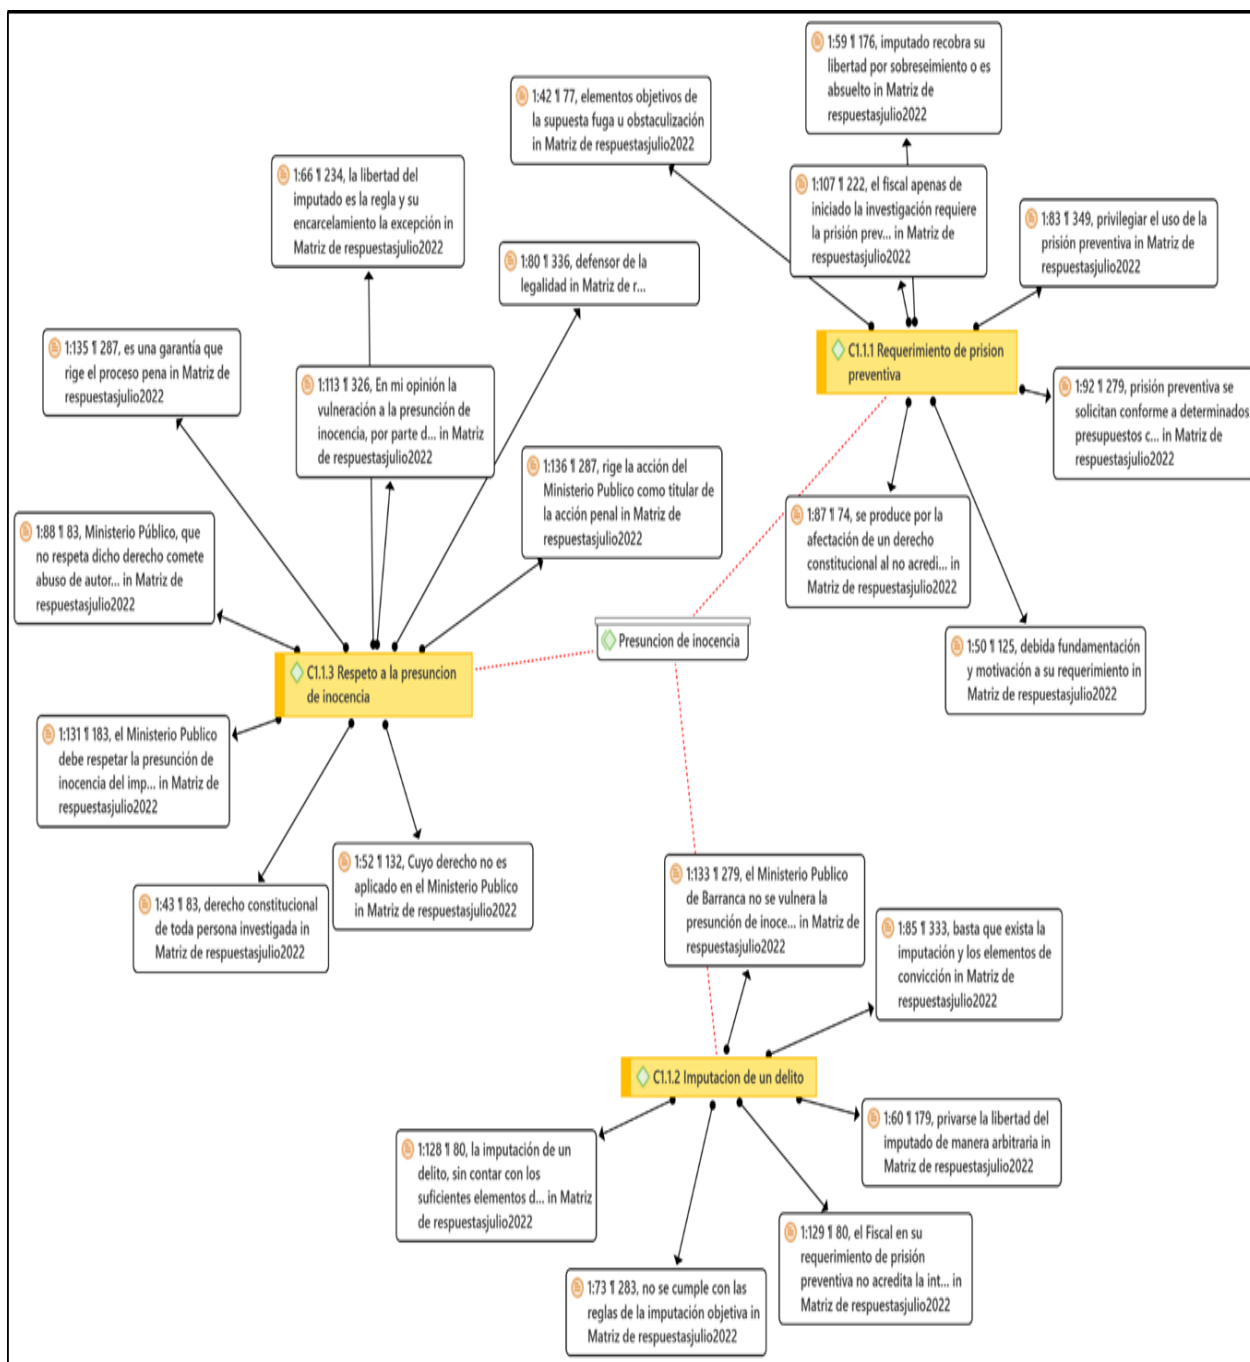 1:59 ¶ 176, imputado recobra su
libertad por sobreseimiento o es
absuelto in Matriz de
respuestasjulio2022
1:42 ¶ 77, elementos objetivos de
la supuesta fuga u obstaculización
in Matriz de respuestasjulio2022
1:66 ¶ 234, la libertad del
imputado es la regla y su
encarcelamiento la excepción in
Matriz de respuestasjulio2022
1:107 ¶ 222, el fiscal apenas de
iniciado la investigación requiere
la prisión prev... in Matriz de
respuestasjulio2022
1:83 ¶ 349, privilegiar el uso de la
prisión preventiva in Matriz de
respuestasjulio2022
1:80 ¶ 336, defensor de la
legalidad in Matriz de r...
1:135 ¶ 287, es una garantía que
rige el proceso pena in Matriz de
respuestasjulio2022
C1.1.1 Requerimiento de prision
preventiva
1:113 ¶ 326, En mi opinión la
vulneración a la presunción de
inocencia, por parte d... in Matriz
de respuestasjulio2022
1:92 ¶ 279, prisión preventiva se
solicitan conforme a determinados
presupuestos c... in Matriz de
respuestasjulio2022
1:136 ¶ 287, rige la acción del
Ministerio Publico como titular de
la acción penal in Matriz de
respuestasjulio2022
1:87 ¶ 74, se produce por la
afectación de un derecho
constitucional al no acredi... in
Matriz de respuestasjulio2022
1:88 ¶ 83, Ministerio Público, que
no respeta dicho derecho comete
abuso de autor... in Matriz de
respuestasjulio2022
Presuncion de inocencia
1:50 ¶ 125, debida fundamentación
y motivación a su requerimiento in
Matriz de respuestasjulio2022
C1.1.3 Respeto a la presuncion
de inocencia
1:131 ¶ 183, el Ministerio Publico
debe respetar la presunción de
inocencia del imp... in Matriz de
respuestasjulio2022
1:52 ¶ 132, Cuyo derecho no es
aplicado en el Ministerio Publico
in Matriz de respuestasjulio2022
1:43 ¶ 83, derecho constitucional
de toda persona investigada in
Matriz de respuestasjulio2022
1:133 ¶ 279, el Ministerio Publico
de Barranca no se vulnera la
presunción de inoce... in Matriz de
respuestasjulio2022
1:85 ¶ 333, basta que exista la
imputación y los elementos de
convicción in Matriz de
respuestasjulio2022
C1.1.2 Imputacion de un delito
1:60 ¶ 179, privarse la libertad del
imputado de manera arbitraria in
Matriz de respuestasjulio2022
1:128 ¶ 80, la imputación de un
delito, sin contar con los
suficientes elementos d... in Matriz
de respuestasjulio2022
1:129 ¶ 80, el Fiscal en su
requerimiento de prisión
preventiva no acredita la int... in
Matriz de respuestasjulio2022
1:73 ¶ 283, no se cumple con las
reglas de la imputación objetiva in
Matriz de respuestasjulio2022